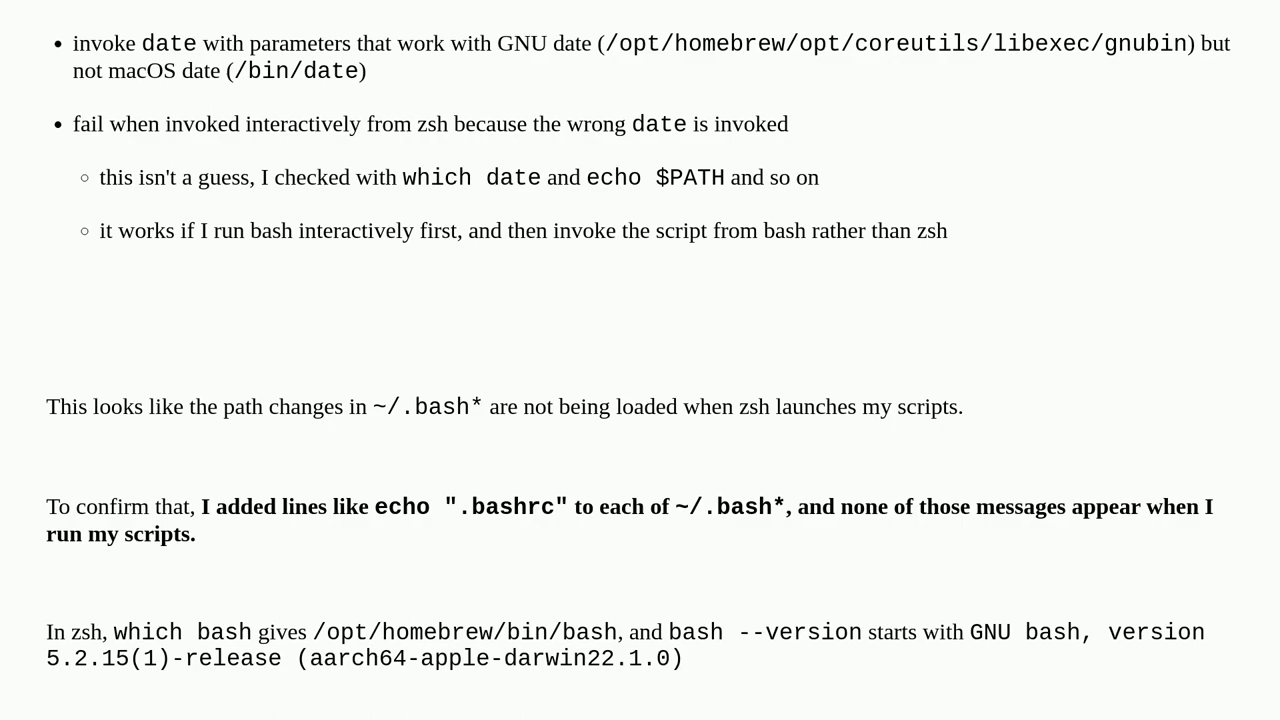 • invoke date with parameters that work with GNU date (/opt/homebrew/opt/coreutils/libexec/gnubin) but
not macOS date (/bin/date)
• fail when invoked interactively from zsh because the wrong date is invoked
○ this isn't a guess, I checked with which date and echo $PATH and so on
○ it works if I run bash interactively first, and then invoke the script from bash rather than zsh
This looks like the path changes in ~/.bash* are not being loaded when zsh launches my scripts.
To confirm that, I added lines like echo ".bashrc" to each of ~/.bash*, and none of those messages appear when I
run my scripts.
In zsh, which bash gives /opt/homebrew/bin/bash, and bash --version starts with GNU bash, version
5.2.15(1)-release (aarch64-apple-darwin22.1.0)